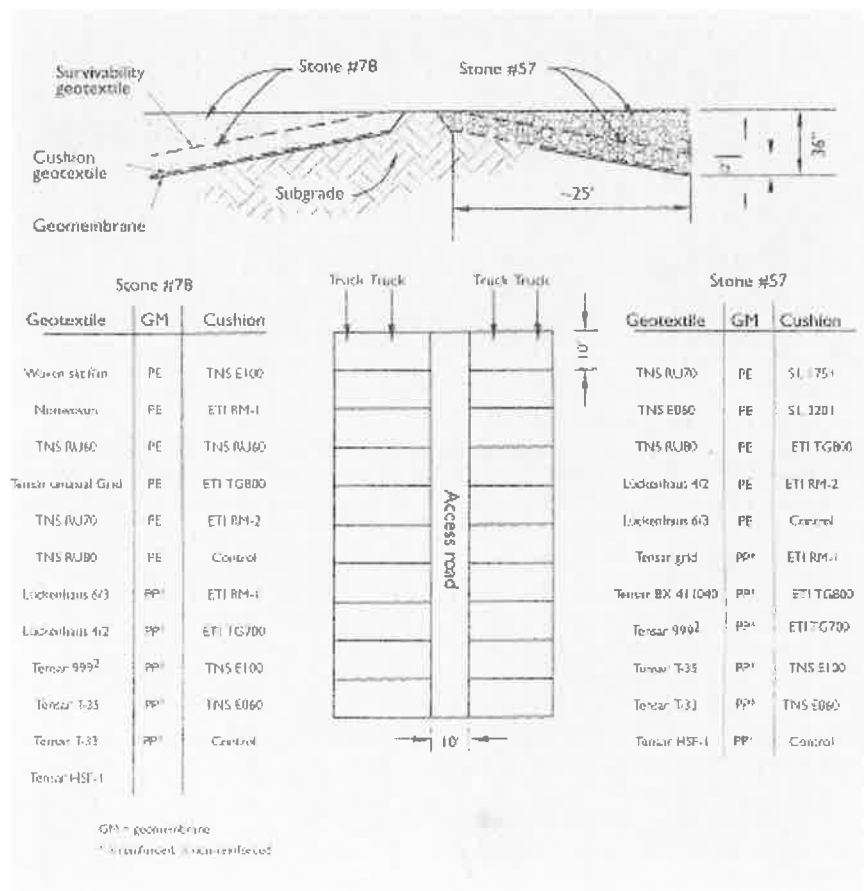 Stone #78
Stone #57
Survivability
geotextile
Cushion
geotextile
Geomembrane
Subgrade
~25'
36"
Stone #78
Geotextile GM Cushion
Woven slit film PE TNS E100
Nonwoven PE ETI RM-1
TNS RU60 PE TNS RU60
Tensar Grid PE ETI TG800
TNS RU70 PE ETI RM-2
TNS RU80 PE Control
Luckenhaus 6/3 PP ETI RM-1
Luckenhaus 4/2 PP ETI TG700
Tensar 999² PP TNS E100
Tensar T-35 PP TNS E060
Tensar T-33 PP Control
Tensar HSF-1
GM = geomembrane
Truck Truck
Truck Truck
10'
Access road
10'
Stone #57
Geotextile GM Cushion
TNS RU70 PE
TNS E060 PE
TNS RU80 PE ETI TG800
Luckenhaus 4/2 PE ETI RM-2
Luckenhaus 6/3 PE Control
Tensar grid PP* ETI RM-1
Tensar BX PP ETI TG800
Tensar 999² PP ETI TG700
Tensar T-35 PP TNS E100
Tensar T-33 PP TNS E060
Tensar HSF-1 PP Control